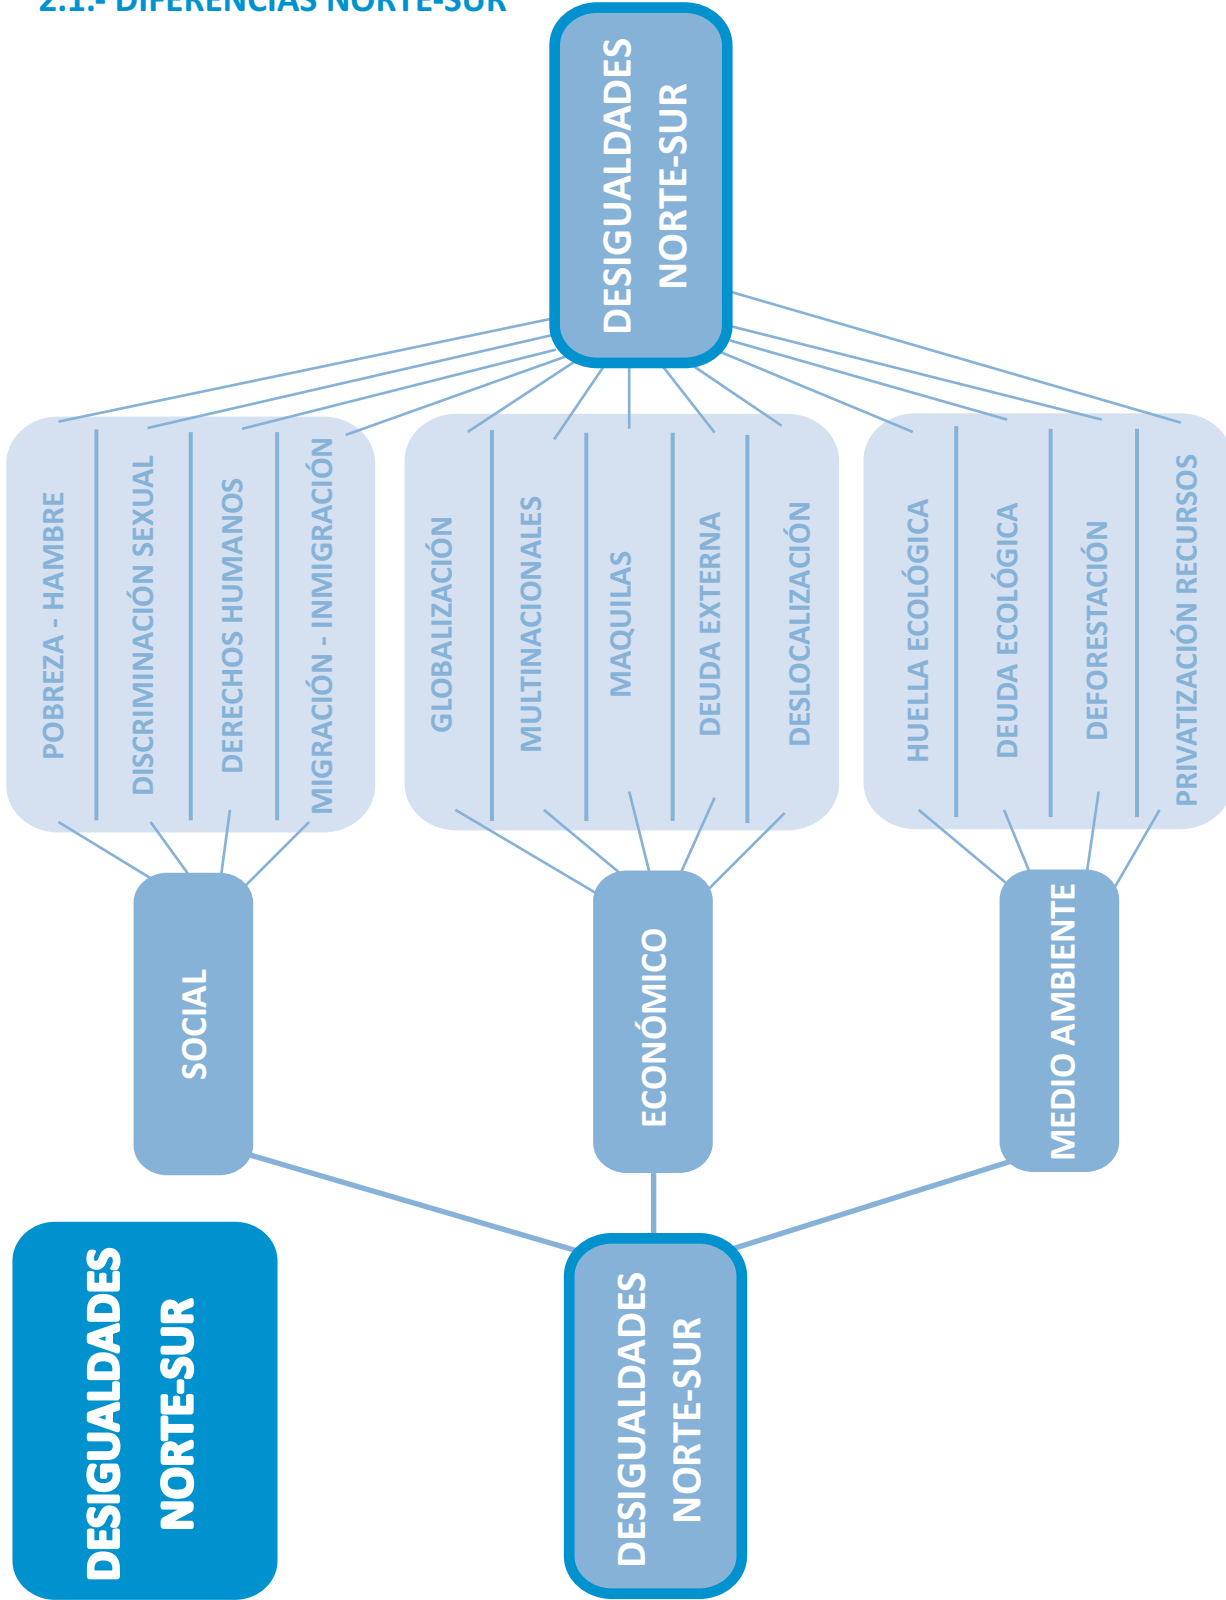 2.1.- DIFERENCIAS NORTE-SUR
DESIGUALDADES
NORTE-SUR
DESIGUALDADES
NORTE-SUR
SOCIAL
ECONÓMICO
MEDIO AMBIENTE
POBREZA - HAMBRE
DISCRIMINACIÓN SEXUAL
DERECHOS HUMANOS
MIGRACIÓN - INMIGRACIÓN
GLOBALIZACIÓN
MULTINACIONALES
MAQUILAS
DEUDA EXTERNA
DESLOCALIZACIÓN
HUELLA ECOLÓGICA
DEUDA ECOLÓGICA
DEFORESTACIÓN
PRIVATIZACIÓN RECURSOS
DESIGUALDADES
NORTE-SUR